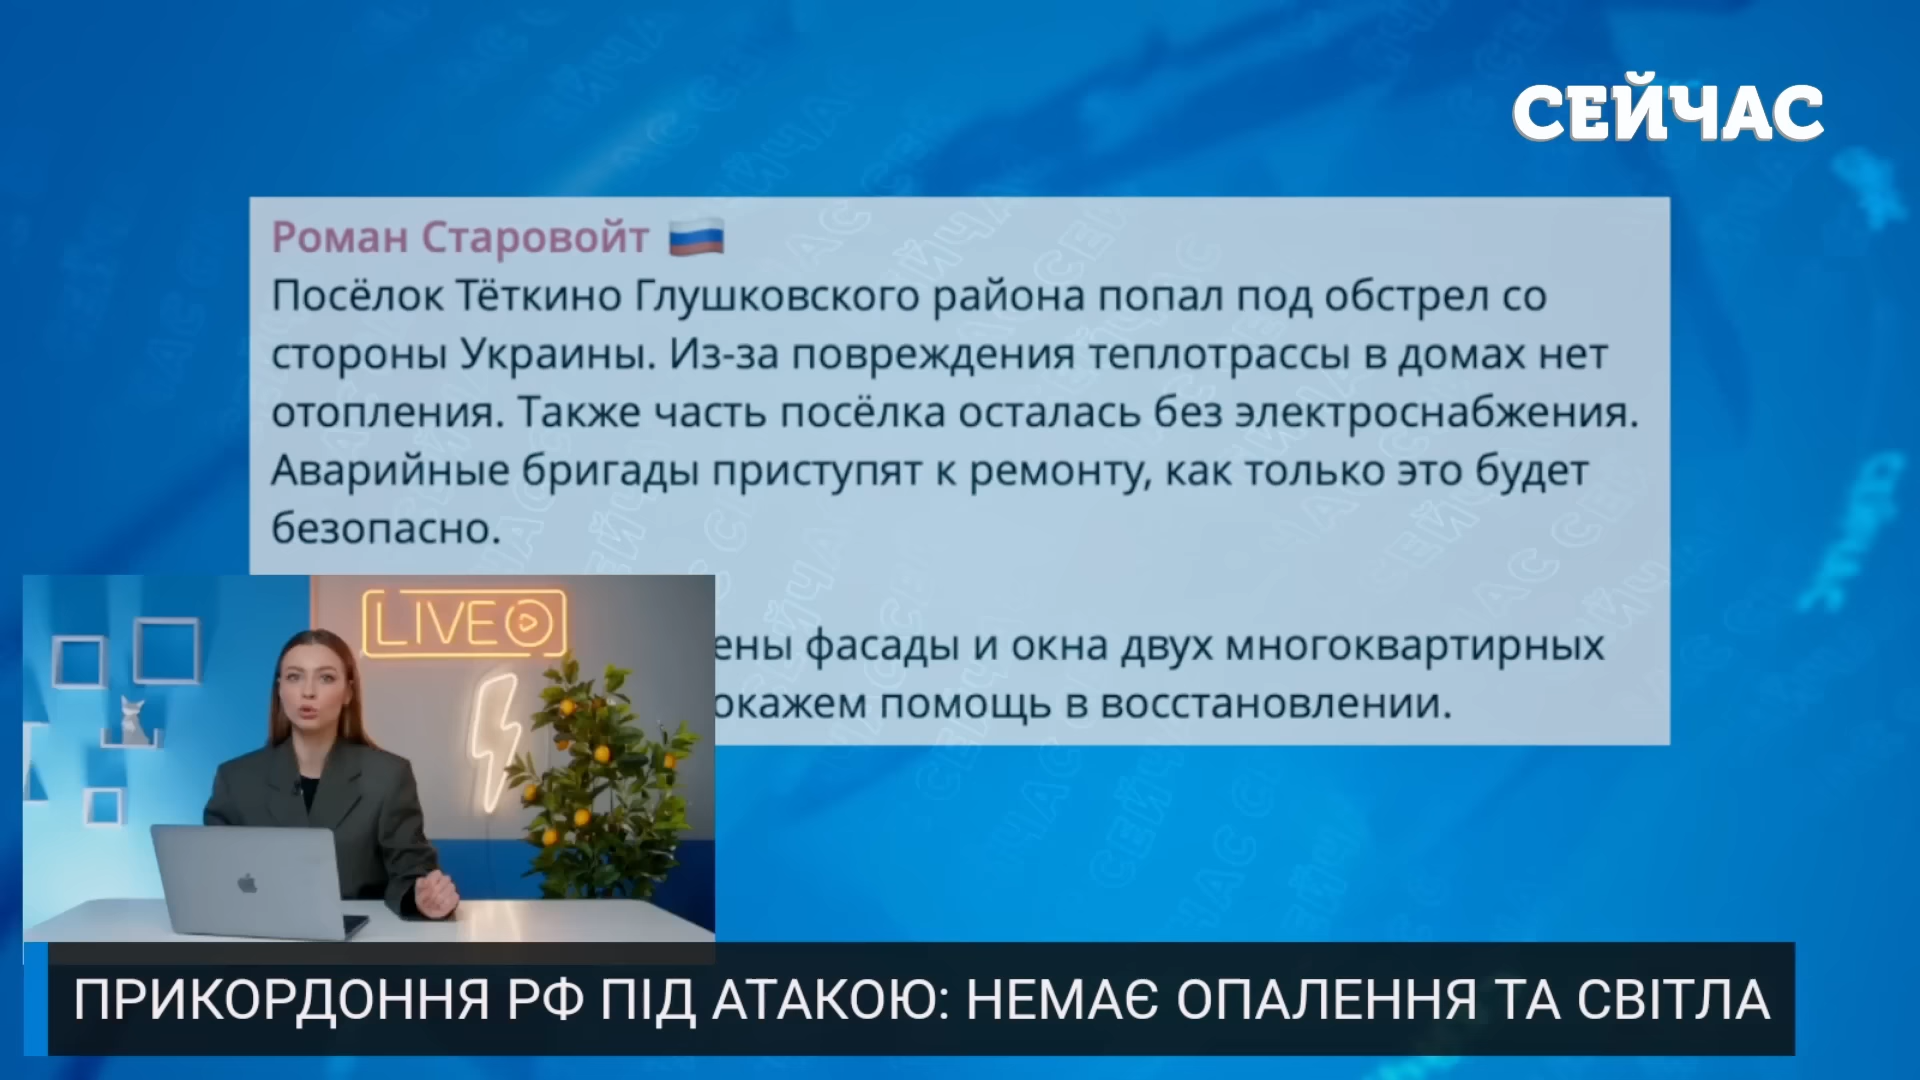 СЕЙЧАС
Роман Старовойт
Посёлок Тёткино Глушковского района попал под обстрел со
стороны Украины. Из-за повреждения теплотрассы в домах нет
отопления. Также часть посёлка осталась без электроснабжения.
Аварийные бригады приступят к ремонту, как только это будет
безопасно.
фасады и окна двух многоквартирных
окажем помощь в восстановлении.
LIVE
ПРИКОРДОННЯ РФ ПІД АТАКОЮ: НЕМАЄ ОПАЛЕННЯ ТА СВІТЛА